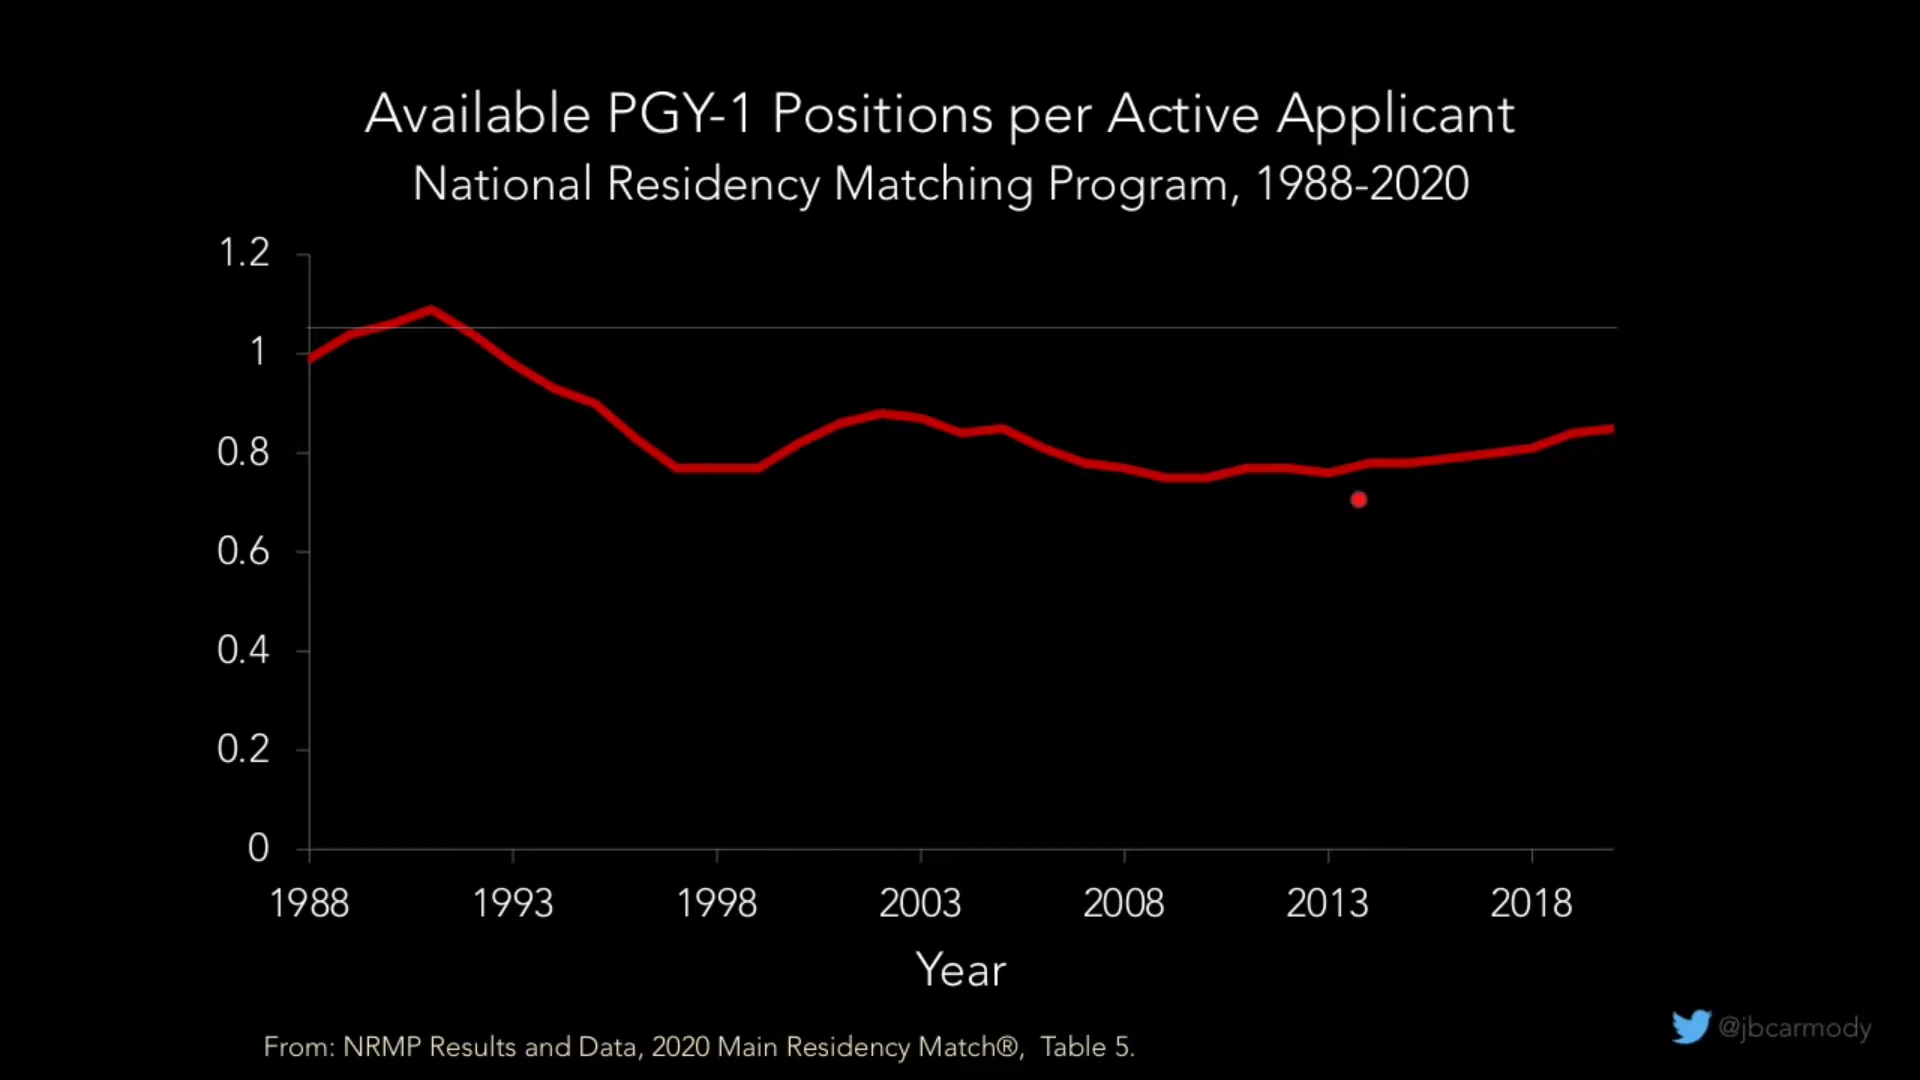 Available PGY-1 Positions per Active Applicant
National Residency Matching Program, 1988-2020
1.2
1
0.8
0.6
0.4
0.2
0
1988 1993 1998 2003 2008 2013 2018
Year
From: NRMP Results and Data, 2020 Main Residency Match®, Table 5.
@jbcarmody